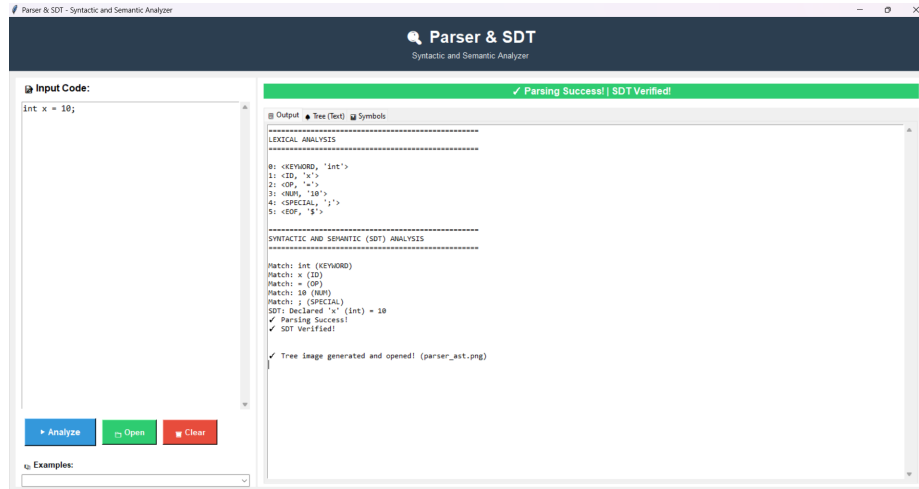 Parser & SDT - Syntactic and Semantic Analyzer
Parser & SDT
Syntactic and Semantic Analyzer
Input Code:
int x = 10;
Analyze
Open
Clear
Examples:
✓ Parsing Success! | SDT Verified!
Output Tree (Text) Symbols
==================================================
LEXICAL ANALYSIS
==================================================
0: <KEYWORD, 'int'>
1: <ID, 'x'>
2: <OP, '='>
3: <NUM, '10'>
4: <SPECIAL, ';'>
5: <EOF, '$'>
==================================================
SYNTACTIC AND SEMANTIC (SDT) ANALYSIS
==================================================
Match: int (KEYWORD)
Match: x (ID)
Match: = (OP)
Match: 10 (NUM)
Match: ; (SPECIAL)
SDT: Declared 'x' (int) = 10
✓ Parsing Success!
✓ SDT Verified!
✓ Tree image generated and opened! (parser_ast.png)